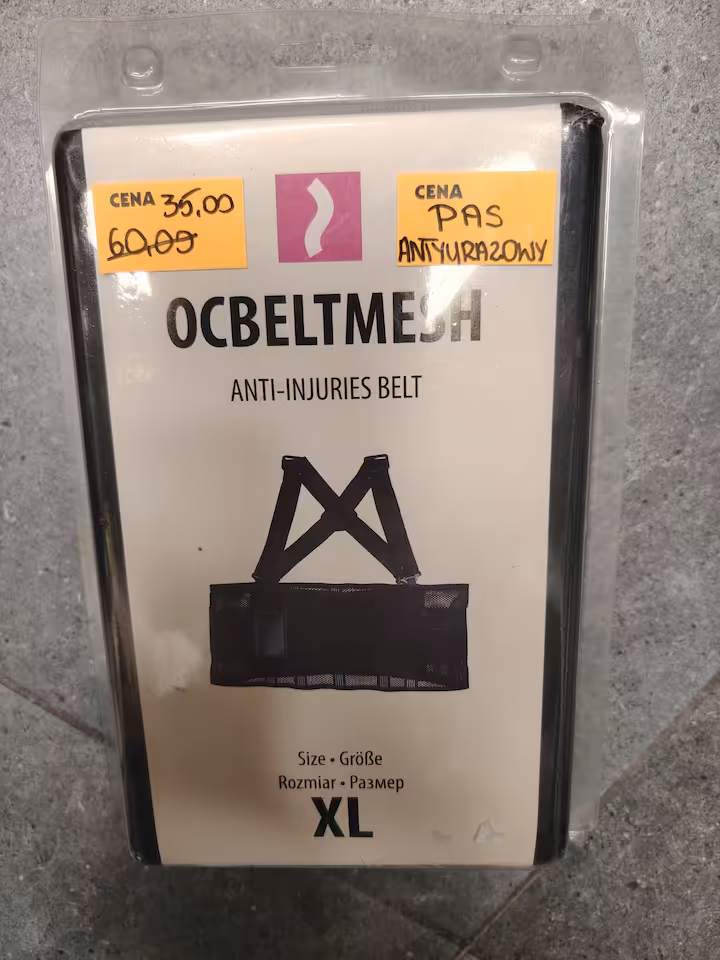 CENA 35,00
60,00
CENA
PAS
ANTYURAZOWY
OCBELTMESH
ANTI-INJURIES BELT
Size • Größe
Rozmiar • Размер
XL